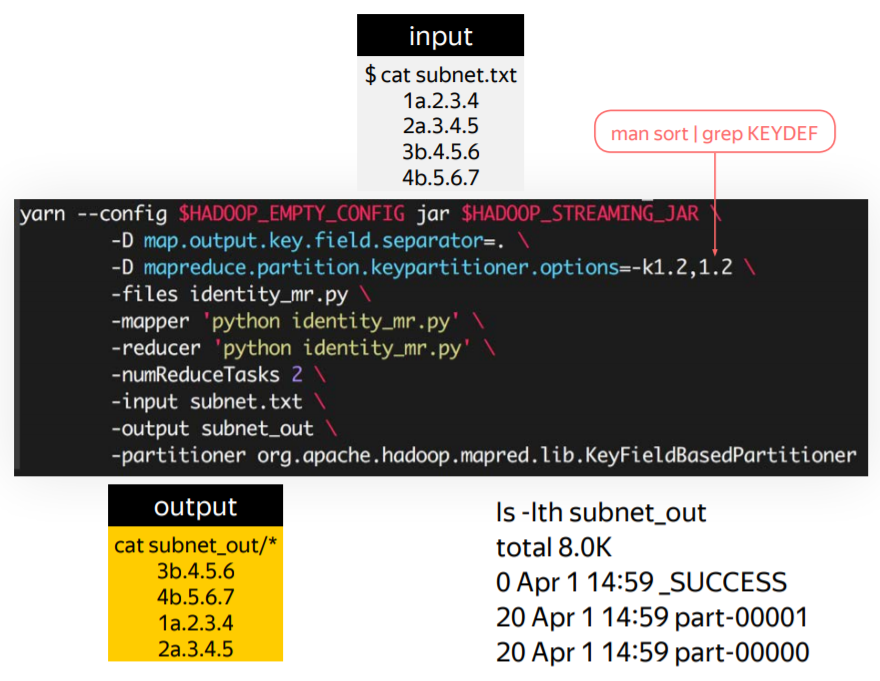 input
$ cat subnet.txt
1a.2.3.4
2a.3.4.5
3b.4.5.6
4b.5.6.7
man sort | grep KEYDEF
yarn --config $HADOOP_EMPTY_CONFIG jar $HADOOP_STREAMING_JAR \
-D map.output.key.field.separator=. \
-D mapreduce.partition.keypartitioner.options=-k1.2,1.2 \
-files identity_mr.py \
-mapper 'python identity_mr.py' \
-reducer 'python identity_mr.py' \
-numReduceTasks 2 \
-input subnet.txt \
-output subnet_out \
-partitioner org.apache.hadoop.mapred.lib.KeyFieldBasedPartitioner
output
cat subnet_out/*
3b.4.5.6
4b.5.6.7
1a.2.3.4
2a.3.4.5
ls -lth subnet_out
total 8.0K
0 Apr 1 14:59 _SUCCESS
20 Apr 1 14:59 part-00001
20 Apr 1 14:59 part-00000